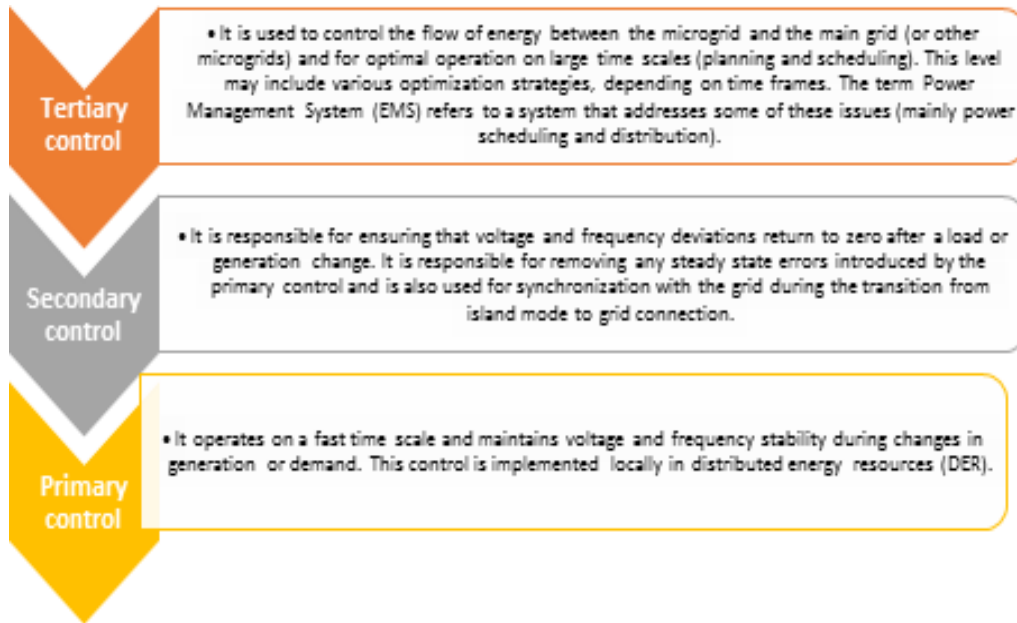 Tertiary
control
• It is used to control the flow of energy between the microgrid and the main grid (or other
microgrids) and for optimal operation on large time scales (planning and scheduling). This level
may include various optimization strategies, depending on time frames. The term Power
Management System (EMS) refers to a system that addresses some of these issues (mainly power
scheduling and distribution).
Secondary
control
• It is responsible for ensuring that voltage and frequency deviations return to zero after a load or
generation change. It is responsible for removing any steady state errors introduced by the
primary control and is also used for synchronization with the grid during the transition from
island mode to grid connection.
Primary
control
• It operates on a fast time scale and maintains voltage and frequency stability during changes in
generation or demand. This control is implemented locally in distributed energy resources (DER).